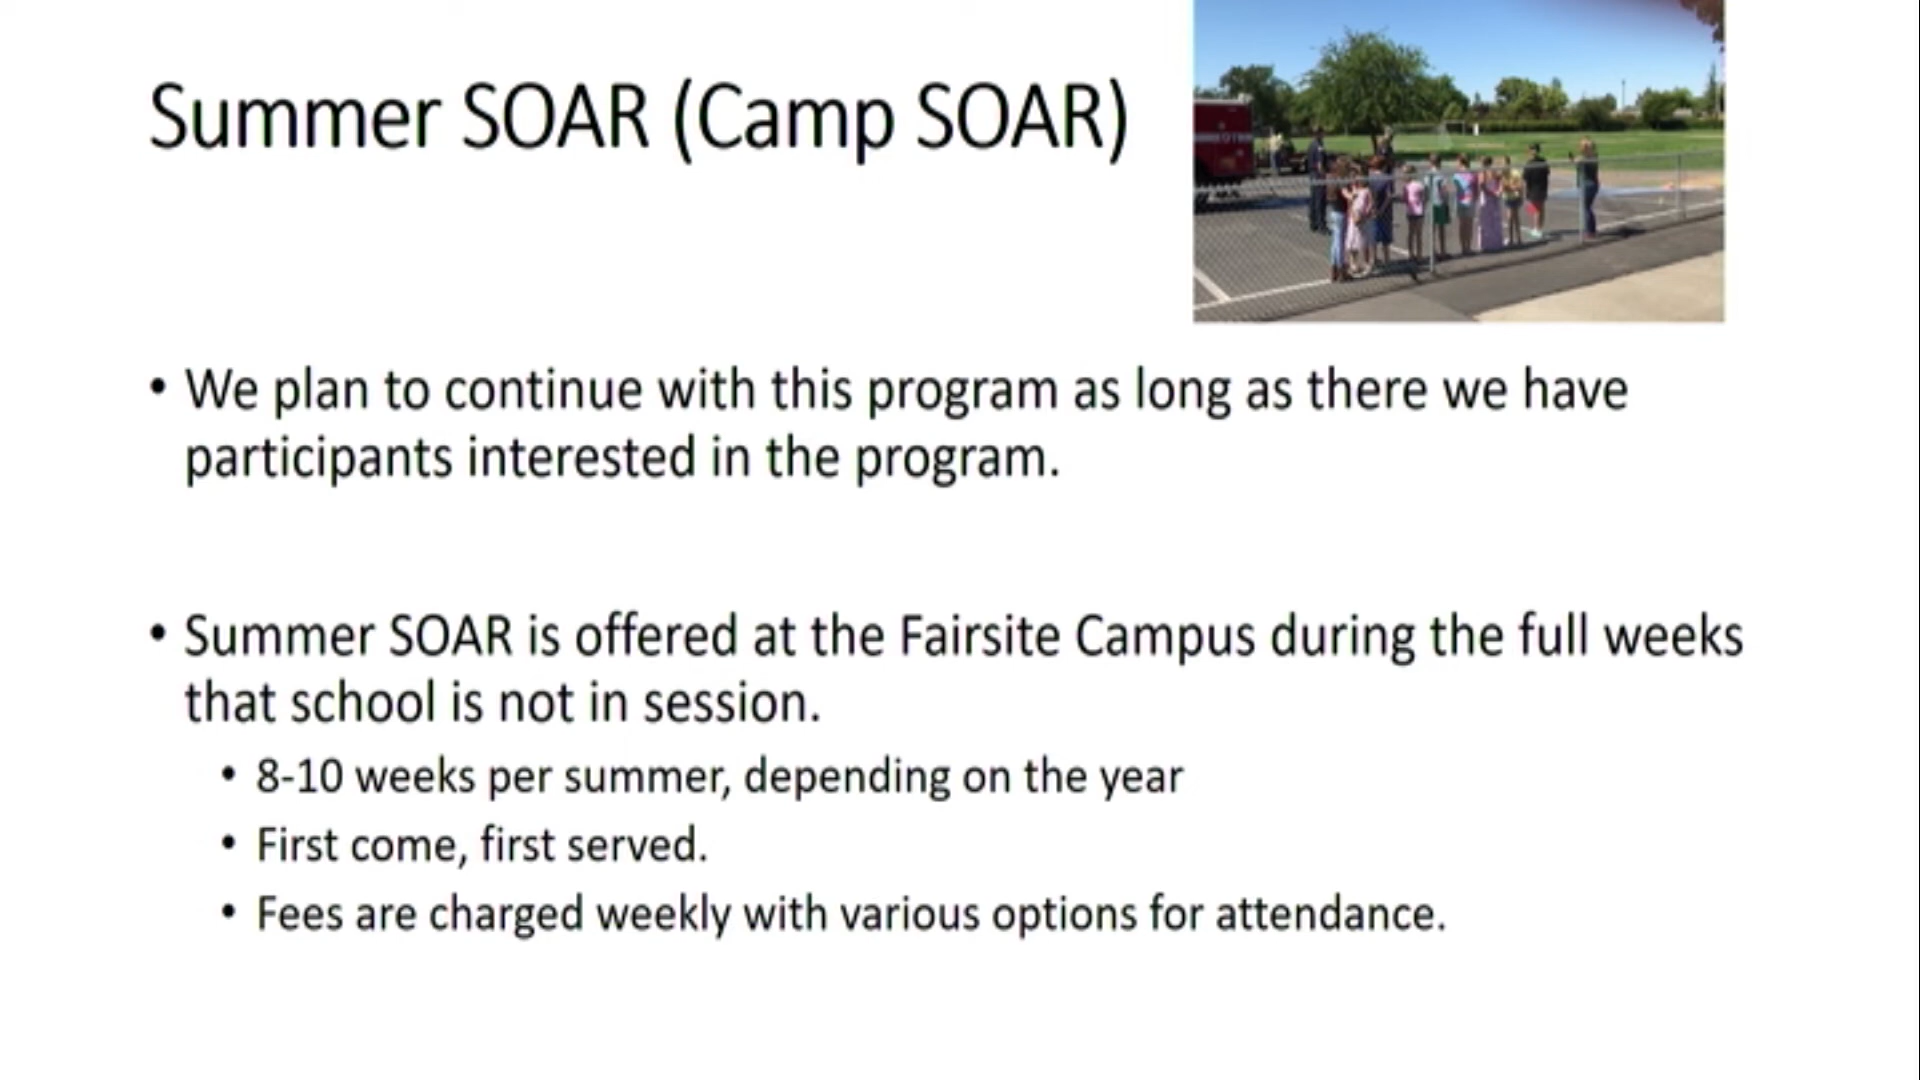 Summer SOAR (Camp SOAR)
• We plan to continue with this program as long as there we have
participants interested in the program.
• Summer SOAR is offered at the Fairsite Campus during the full weeks
that school is not in session.
• 8-10 weeks per summer, depending on the year
• First come, first served.
• Fees are charged weekly with various options for attendance.